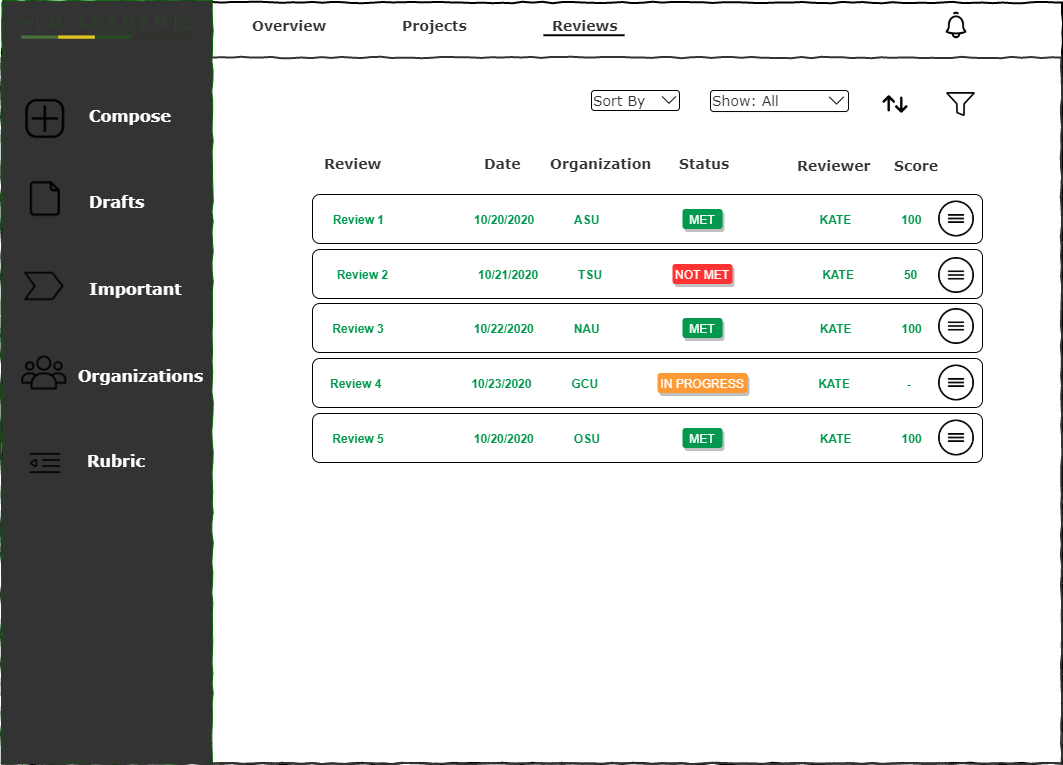 eLM ACADEMIC
Overview Projects Reviews
Compose
Drafts
Important
Organizations
Rubric
Sort By Show: All
Review Date Organization Status Reviewer Score
Review 1 10/20/2020 ASU MET KATE 100
Review 2 10/21/2020 TSU NOT MET KATE 50
Review 3 10/22/2020 NAU MET KATE 100
Review 4 10/23/2020 GCU IN PROGRESS KATE -
Review 5 10/20/2020 OSU MET KATE 100